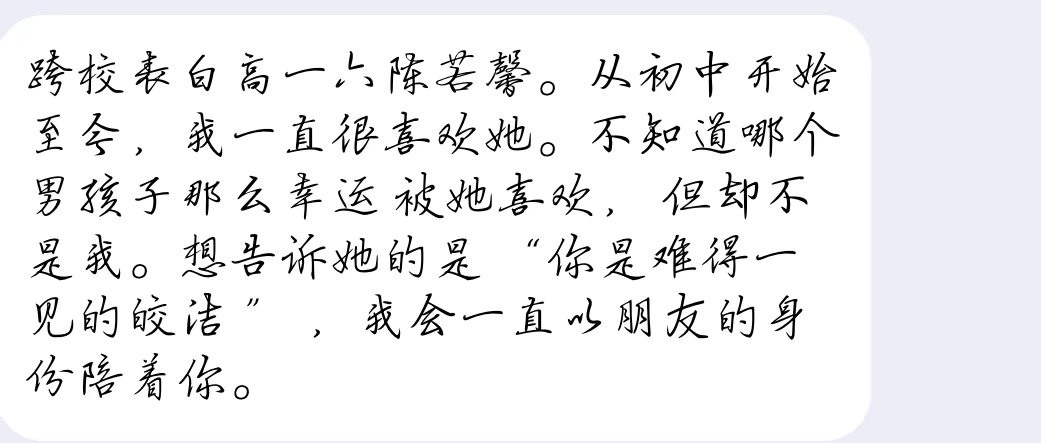 跨校表白高一六陈若馨。从初中开始
至今，我一直很喜欢她。不知道哪个
男孩子那么幸运被她喜欢，但却不
是我。想告诉她的是“你是难得一
见的皎洁”，我会一直以朋友的身
份陪着你。